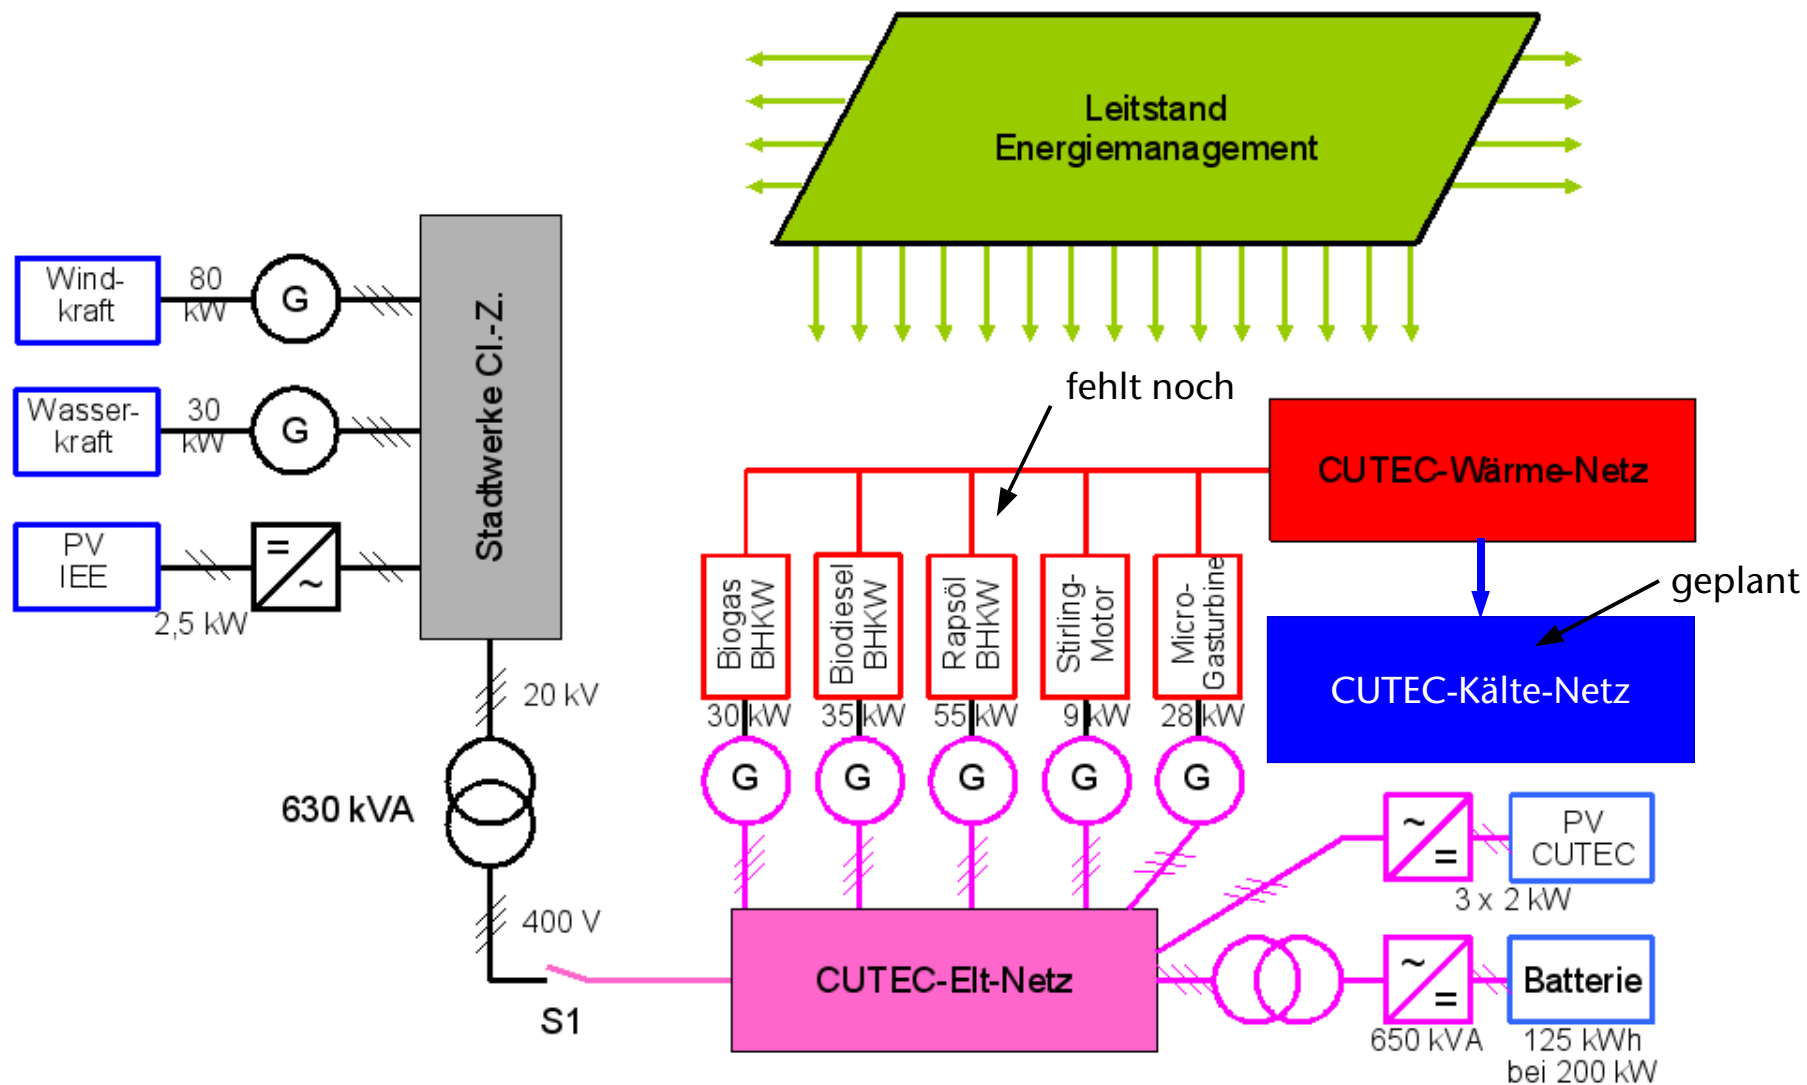 Leitstand
Energiemanagement
Wind-
kraft
80
kW
G
Wasser-
kraft
30
kW
G
PV
IEE
2,5 kW
=
~
Stadtwerke Cl.-Z.
20 kV
630 kVA
400 V
S1
fehlt noch
CUTEC-Wärme-Netz
geplant
CUTEC-Kälte-Netz
Biogas
BHKW
Biodiesel
BHKW
Rapsöl
BHKW
Stirling-
Motor
Micro-
Gasturbine
30 kW
35 kW
55 kW
9 kW
28 kW
G
G
G
G
G
~
=
PV
CUTEC
3 x 2 kW
CUTEC-Elt-Netz
~
=
650 kVA
Batterie
125 kWh
bei 200 kW